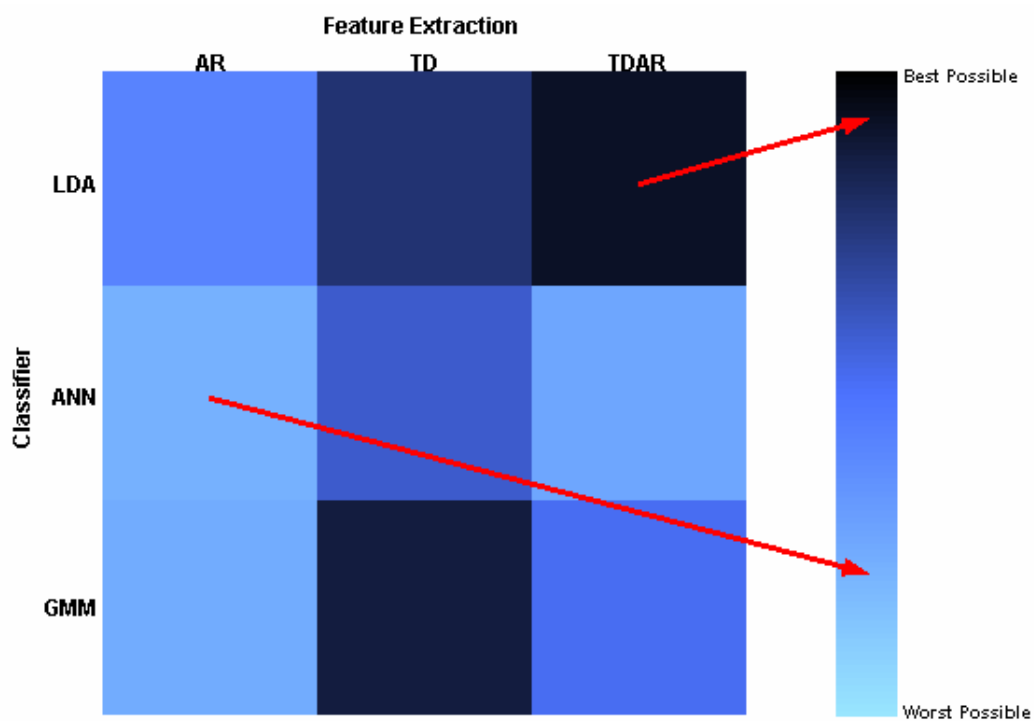 Feature Extraction
AR TD TDAR
Best Possible
LDA
Classifier
ANN
GMM
Worst Possible